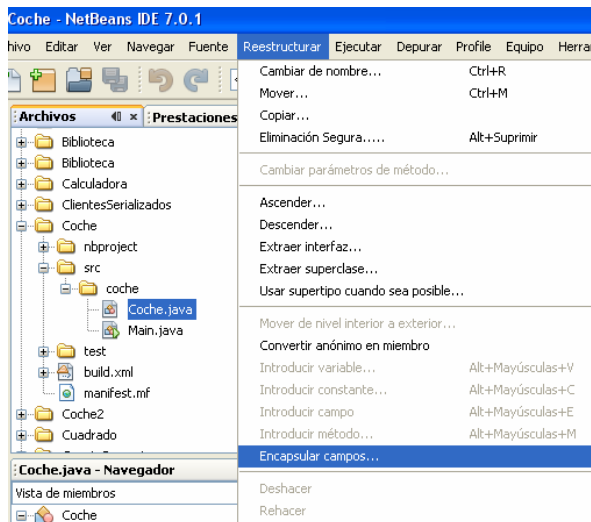 Coche - NetBeans IDE 7.0.1
hivo Editar Ver Navegar Fuente Reestructurar Ejecutar Depurar Profile Equipo Herra
Archivos
Prestaciones
Biblioteca
Biblioteca
Calculadora
ClientesSerializados
Coche
nbproject
src
coche
Coche.java
Main.java
test
build.xml
manifest.mf
Coche2
Cuadrado
Coche.java - Navegador
Vista de miembros
Coche
Cambiar de nombre... Ctrl+R
Mover... Ctrl+M
Copiar...
Eliminación Segura..... Alt+Suprimir
Cambiar parámetros de método...
Ascender...
Descender...
Extraer interfaz...
Extraer superclase...
Usar supertipo cuando sea posible...
Mover de nivel interior a exterior...
Convertir anónimo en miembro
Introducir variable... Alt+Mayúsculas+V
Introducir constante... Alt+Mayúsculas+C
Introducir campo Alt+Mayúsculas+E
Introducir método... Alt+Mayúsculas+M
Encapsular campos...
Deshacer
Rehacer